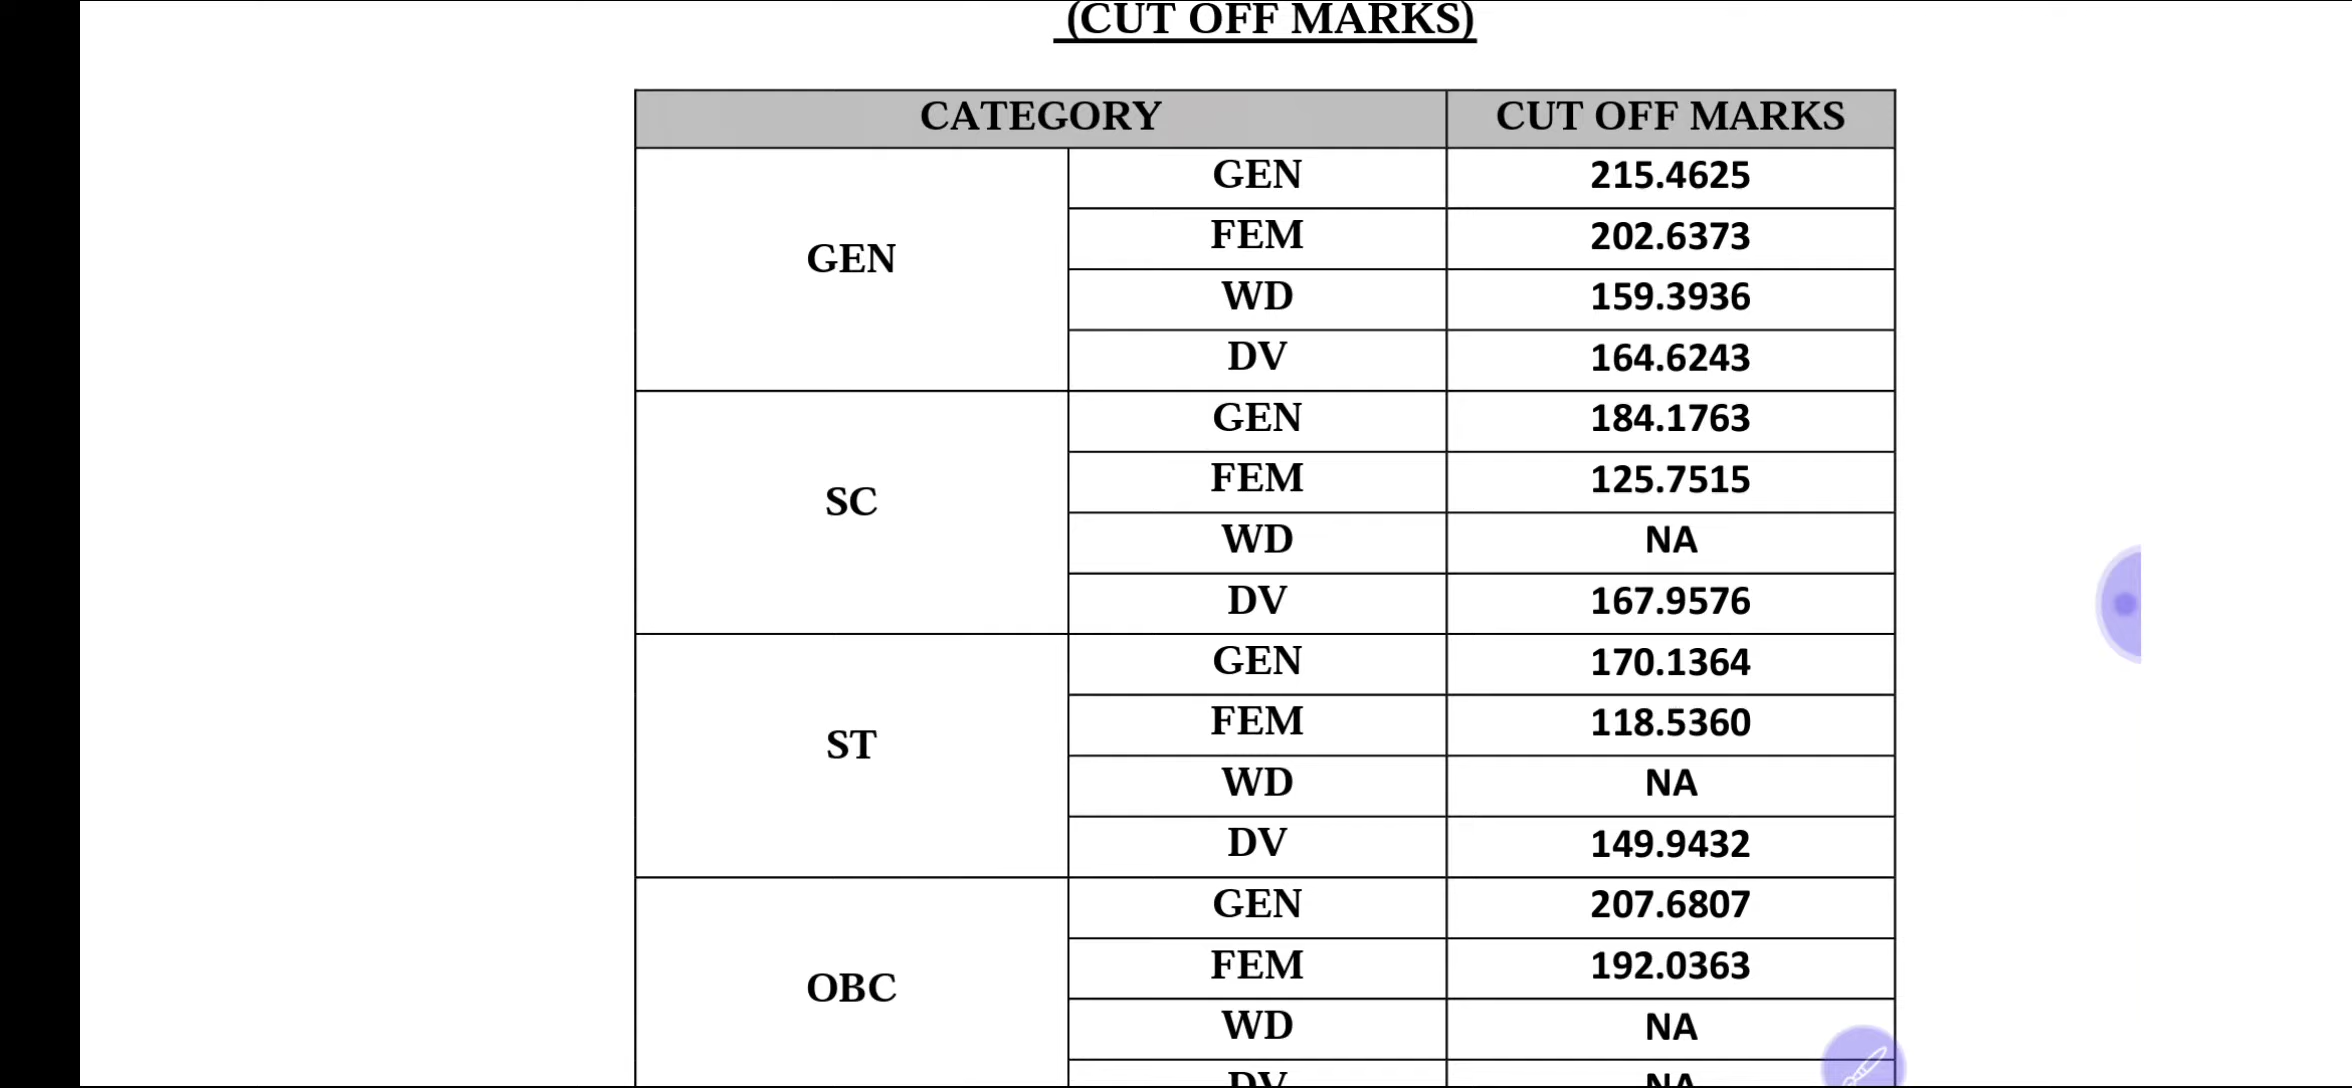 (CUT OFF MARKS)
CATEGORY CUT OFF MARKS
GEN GEN 215.4625
FEM 202.6373
WD 159.3936
DV 164.6243
SC GEN 184.1763
FEM 125.7515
WD NA
DV 167.9576
ST GEN 170.1364
FEM 118.5360
WD NA
DV 149.9432
OBC GEN 207.6807
FEM 192.0363
WD NA
DV NA